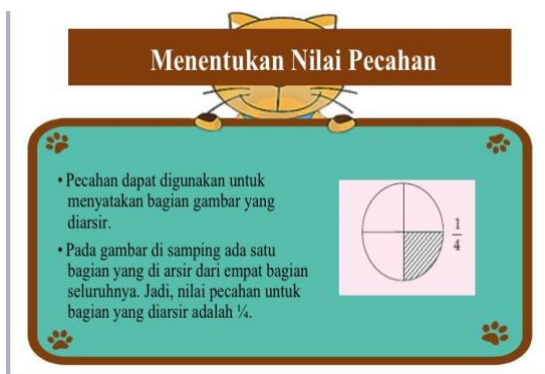 Menentukan Nilai Pecahan
• Pecahan dapat digunakan untuk
menyatakan bagian gambar yang
diarsir.
• Pada gambar di samping ada satu
bagian yang di arsir dari empat bagian
seluruhnya. Jadi, nilai pecahan untuk
bagian yang diarsir adalah ¼.
1
4